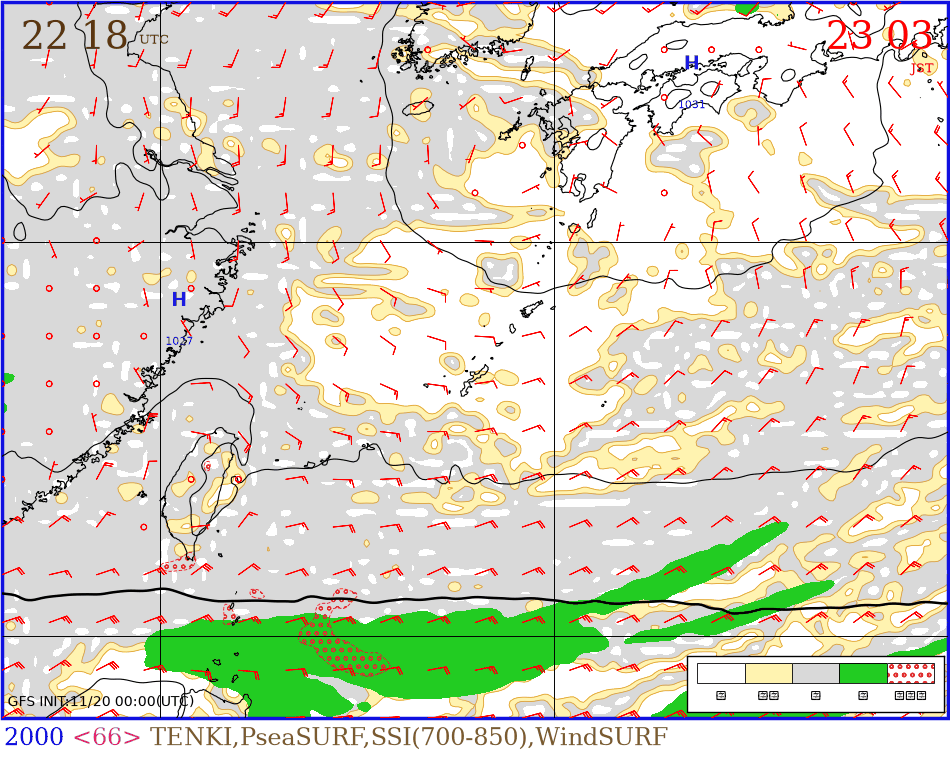 22 18 UTC
23 03 JST
H
1031
H
1027
GFS INIT:11/20 00:00(UTC)
2000 <66> TENKI,PseaSURF,SSI(700-850),WindSURF